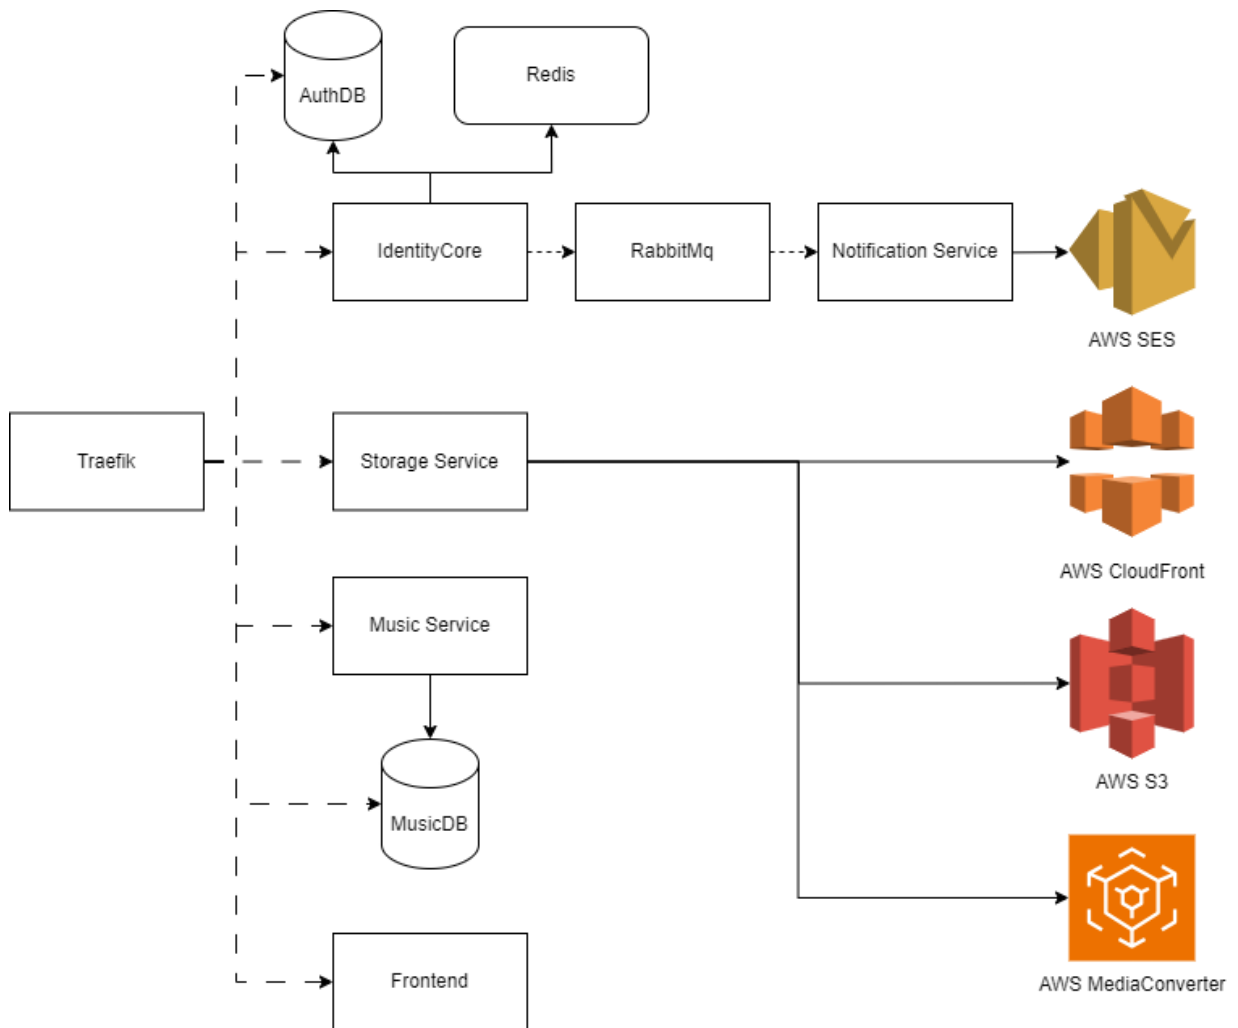 AuthDB
Redis
IdentityCore
RabbitMq
Notification Service
AWS SES
Traefik
Storage Service
AWS CloudFront
Music Service
AWS S3
MusicDB
Frontend
AWS MediaConverter